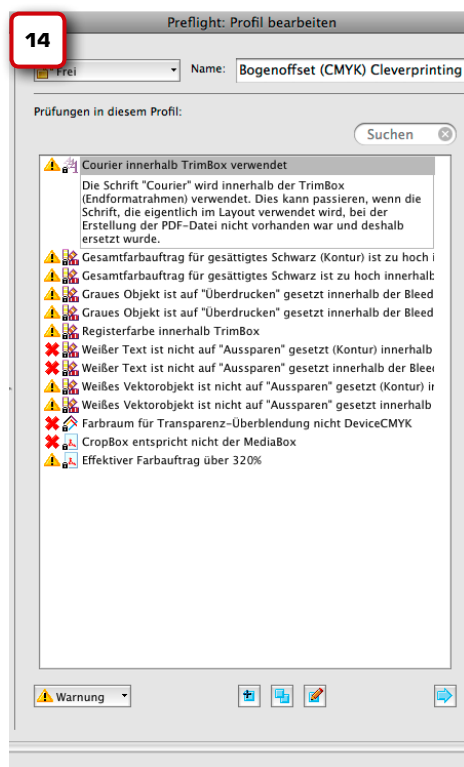 14
Preflight: Profil bearbeiten
Frei
Name: Bogenoffset (CMYK) Cleverprinting
Prüfungen in diesem Profil:
Suchen
Courier innerhalb TrimBox verwendet
Die Schrift "Courier" wird innerhalb der TrimBox
(Endformatrahmen) verwendet. Dies kann passieren, wenn die
Schrift, die eigentlich im Layout verwendet wird, bei der
Erstellung der PDF-Datei nicht vorhanden war und deshalb
ersetzt wurde.
Gesamtfarbauftrag für gesättigtes Schwarz (Kontur) ist zu hoch i
Gesamtfarbauftrag für gesättigtes Schwarz ist zu hoch innerhalb
Graues Objekt ist auf "Überdrucken" gesetzt innerhalb der Bleed
Graues Objekt ist auf "Überdrucken" gesetzt innerhalb der Bleed
Registerfarbe innerhalb TrimBox
Weißer Text ist nicht auf "Aussparen" gesetzt (Kontur) innerhalb
Weißer Text ist nicht auf "Aussparen" gesetzt innerhalb der Bleed
Weißes Vektorobjekt ist nicht auf "Aussparen" gesetzt (Kontur) in
Weißes Vektorobjekt ist nicht auf "Aussparen" gesetzt innerhalb
Farbraum für Transparenz-Überblendung nicht DeviceCMYK
CropBox entspricht nicht der MediaBox
Effektiver Farbauftrag über 320%
Warnung